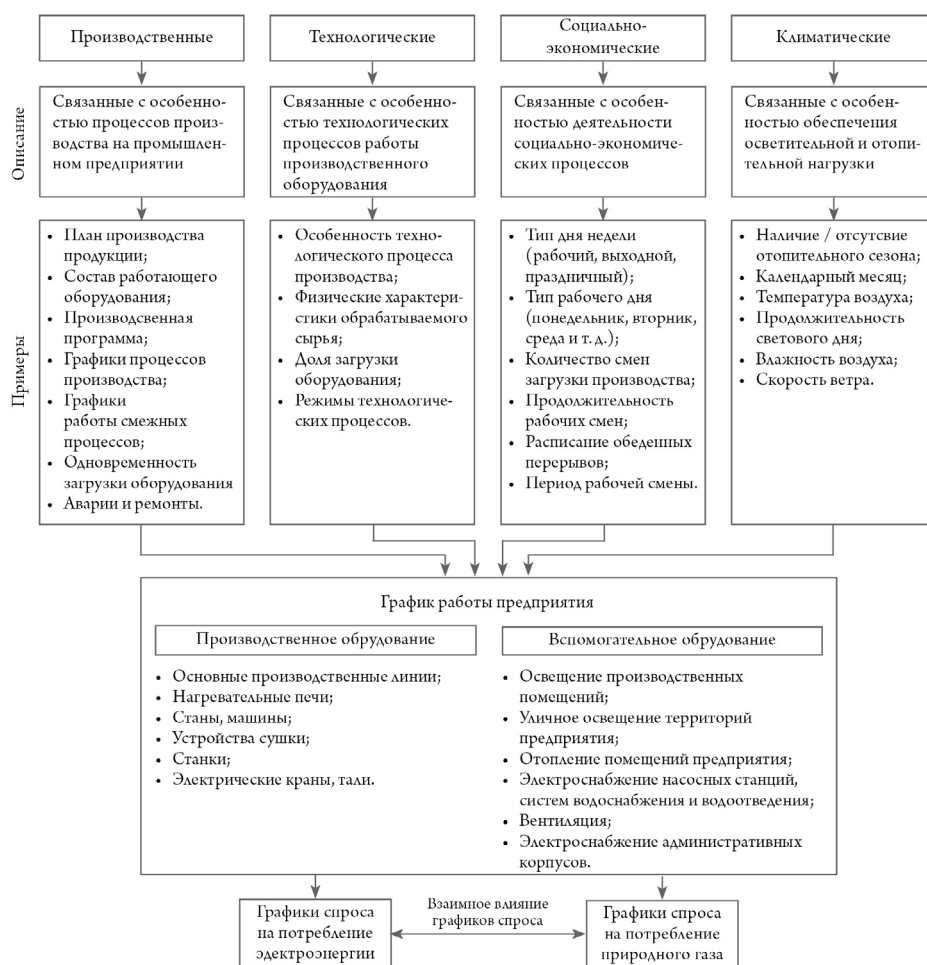 Производственные
Технологические
Социально-
экономические
Климатические
Описание
Связанные с особенно-
стью процессов произ-
водства на промышлен-
ном предприятии
Связанные с особенно-
стью технологических
процессов работы
производственного
оборудования
Связанные с особен-
ностью деятельности
социально-экономиче-
ских процессов
Связанные с особен-
ностью обеспечения
осветительной и отопи-
тельной нагрузки
Примеры
• План производства
продукции;
• Состав работающего
оборудования;
• Производсвенная
программа;
• Графики процессов
производства;
• Графики
работы смежных
процессов;
• Одновременность
загрузки оборудования
• Аварии и ремонты.
• Особенность техно-
логического процесса
производства;
• Физические характери-
стики обрабатываемого
сырья;
• Доля загрузки
оборудования;
• Режимы технологиче-
ских процессов.
• Тип дня недели
(рабочий, выходной,
праздничный);
• Тип рабочего дня
(понедельник, вторник,
среда и т. д.);
• Количество смен
загрузки производства;
• Продолжительность
рабочих смен;
• Расписание обеденных
перерывов;
• Период рабочей смены.
• Наличие / отсутсвие
отопительного сезона;
• Календарный месяц;
• Температура воздуха;
• Продолжительность
светового дня;
• Влажность воздуха;
• Скорость ветра.
График работы предприятия
Производственное обрудование
• Основные производственные линии;
• Нагревательные печи;
• Станы, машины;
• Устройства сушки;
• Станки;
• Электрические краны, тали.
Вспомогательное обрудование
• Освещение производственных
помещений;
• Уличное освещение территорий
предприятия;
• Отопление помещений предприятия;
• Электроснабжение насосных станций,
систем водоснабжения и водоотведения;
• Вентиляция;
• Электроснабжение административных
корпусов.
Графики спроса
на потребление
эдектроэнергии
Взаимное влияние
графиков спроса
Графики спроса
на потребление
природного газа